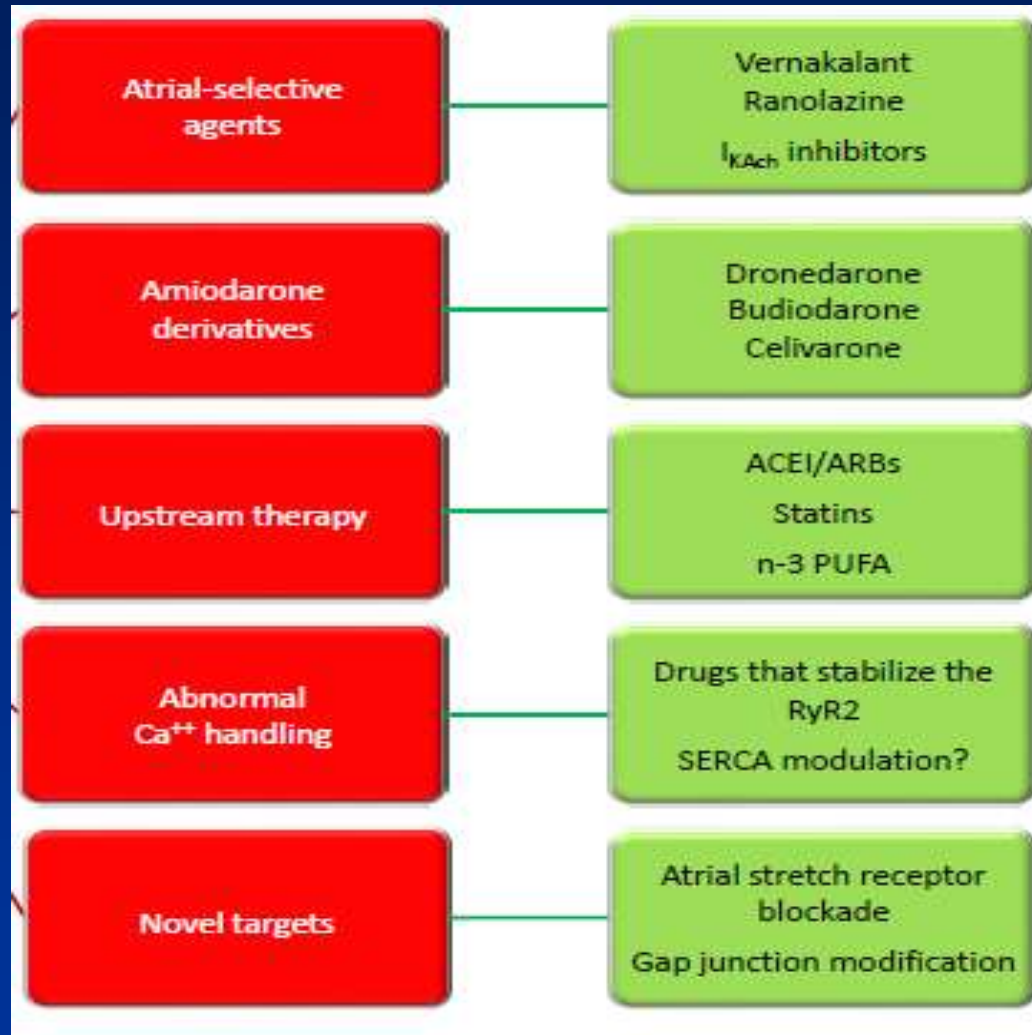 Atrial-selective
agents
Vernakalant
Ranolazine
I_KAch inhibitors
Amiodarone
derivatives
Dronedarone
Budiodarone
Celivarone
Upstream therapy
ACEI/ARBs
Statins
n-3 PUFA
Abnormal
Ca⁺⁺ handling
Drugs that stabilize the
RyR2
SERCA modulation?
Novel targets
Atrial stretch receptor
blockade
Gap junction modification